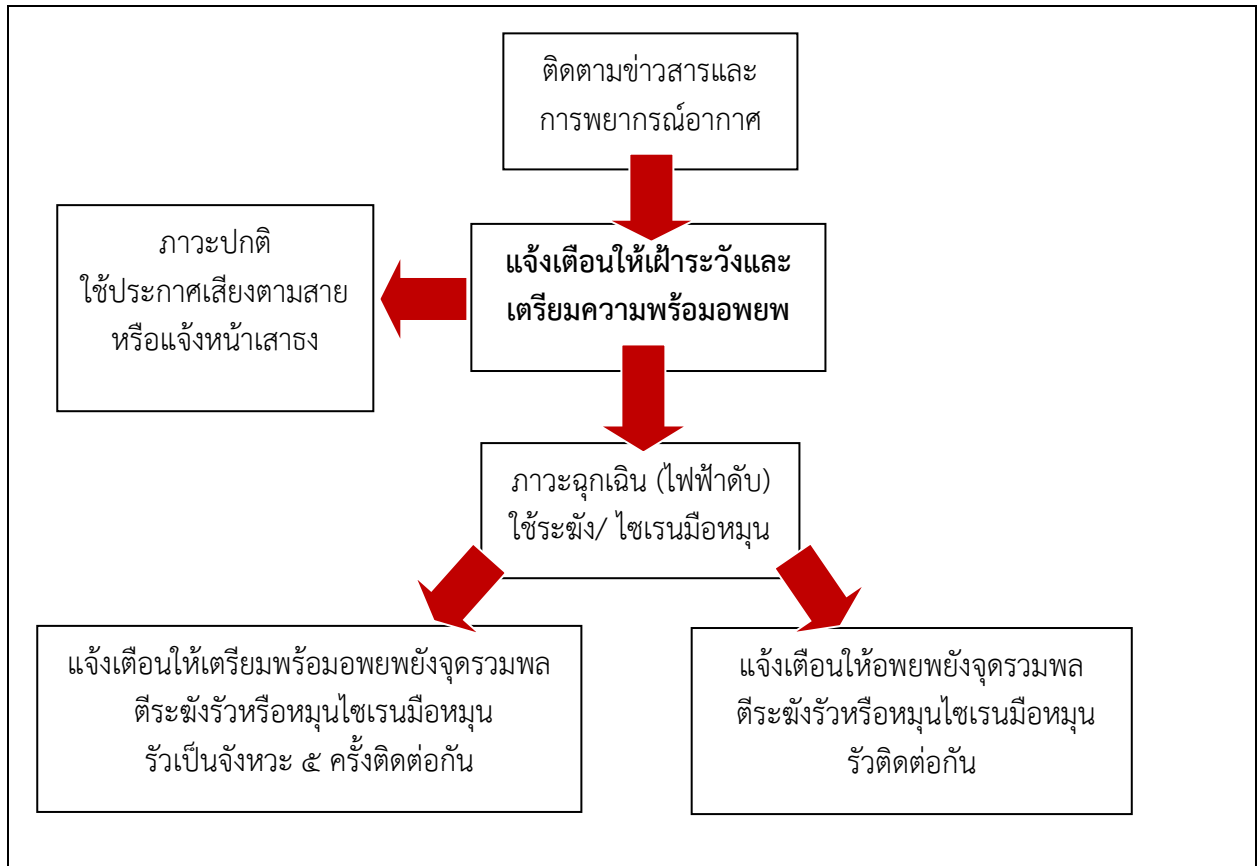 ติดตามข่าวสารและ
การพยากรณ์อากาศ
ภาวะปกติ
ใช้ประกาศเสียงตามสาย
หรือแจ้งหน้าเสาธง
แจ้งเตือนให้เฝ้าระวังและ
เตรียมความพร้อมอพยพ
ภาวะฉุกเฉิน (ไฟฟ้าดับ)
ใช้ระฆัง/ ไซเรนมือหมุน
แจ้งเตือนให้เตรียมพร้อมอพยพยังจุดรวมพล
ตีระฆังรัวหรือหมุนไซเรนมือหมุน
รัวเป็นจังหวะ ๕ ครั้งติดต่อกัน
แจ้งเตือนให้อพยพยังจุดรวมพล
ตีระฆังรัวหรือหมุนไซเรนมือหมุน
รัวติดต่อกัน